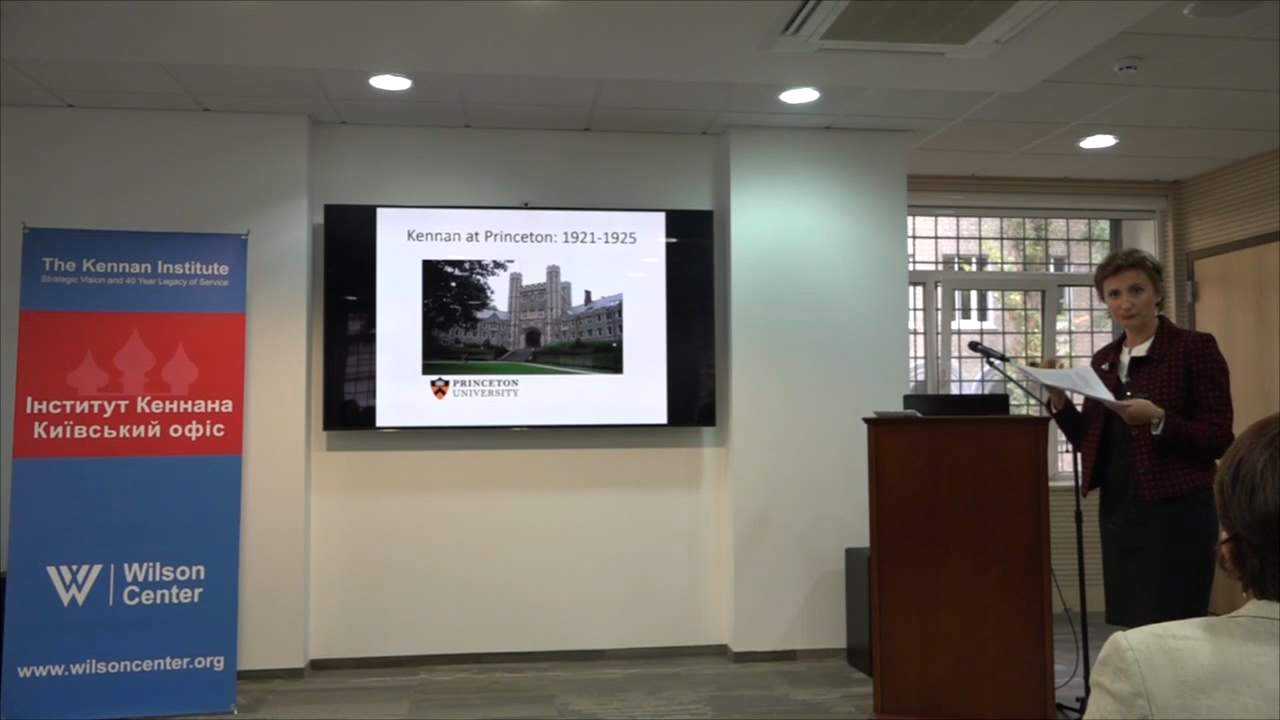 The Kennan Institute
Strategic Vision and 40 Year Legacy of Service
Інститут Кеннана
Київський офіс
W
Wilson
Center
www.wilsoncenter.org
Kennan at Princeton: 1921-1925
PRINCETON
UNIVERSITY